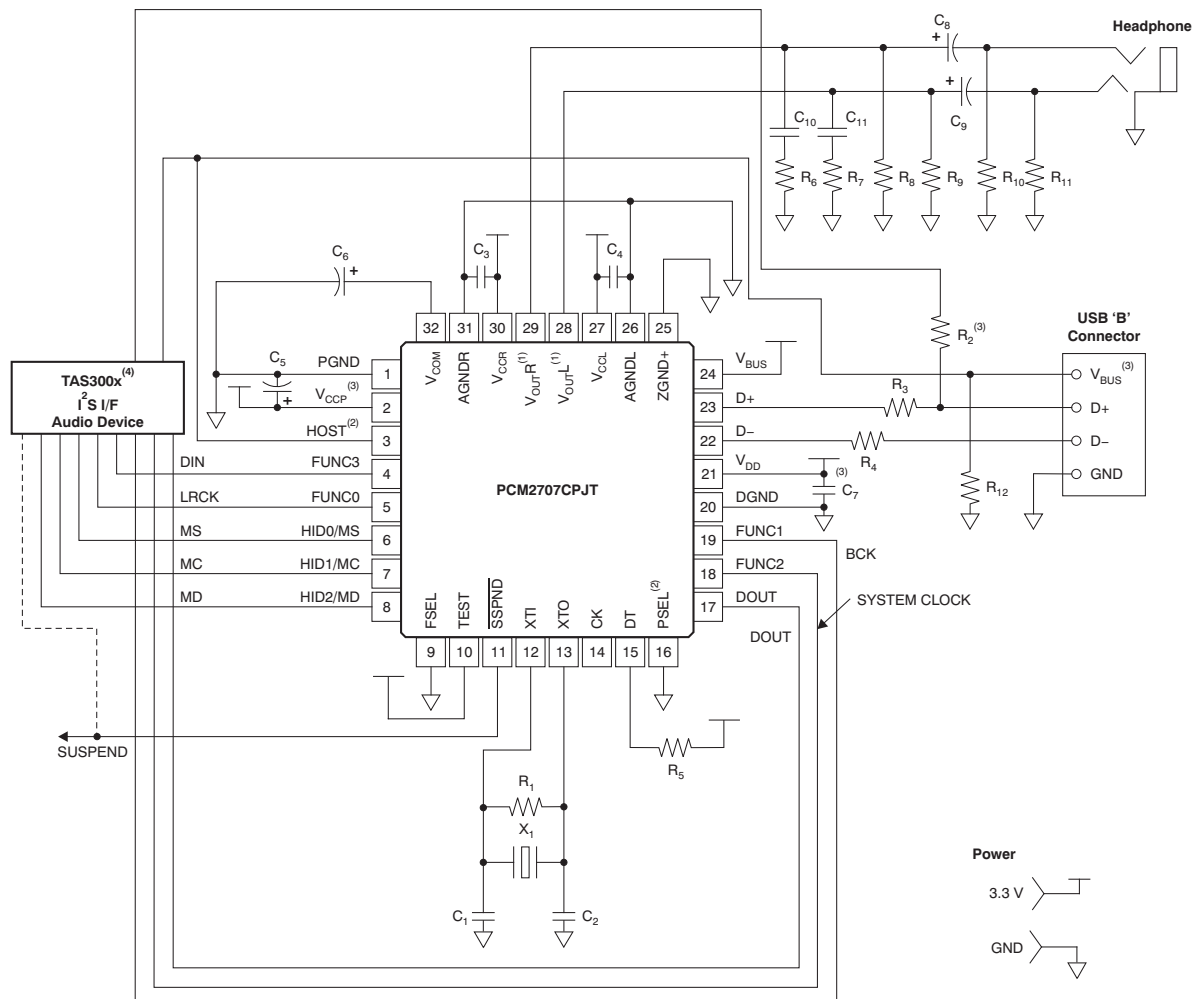 C8
Headphone
+
+
C10
C11
C9
R6
R7
R8
R9
R10
R11
C6
+
C3
C4
32
31
30
29
28
27
26
25
USB ‘B’
Connector
R2(3)
TAS300x(4)
I2S I/F
Audio Device
C5
+
PGND
1
VCCP(3)
2
HOST(2)
3
DIN
FUNC3
4
LRCK
FUNC0
5
MS
HID0/MS
6
MC
HID1/MC
7
MD
HID2/MD
8
VCOM
AGNDR
VCCR
VOUTR(1)
VOUTL(1)
VCCL
AGNDL
ZGND+
PCM2707CPJT
24
VBUS
23
D+
R3
22
D−
R4
21
VDD
(3)
C7
20
DGND
19
FUNC1
BCK
18
FUNC2
17
DOUT
DOUT
SYSTEM CLOCK
VBUS(3)
D+
D−
GND
R12
FSEL
TEST
SSPND
XTI
XTO
CK
DT
PSEL(2)
9
10
11
12
13
14
15
16
SUSPEND
R5
R1
X1
C1
C2
Power
3.3 V
GND